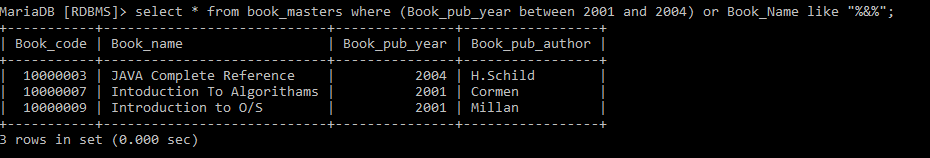 MariaDB [RDBMS]> select * from book_masters where (Book_pub_year between 2001 and 2004) or Book_Name like "%&%";
+-----------+---------------------------+---------------+-----------------+
| Book_code | Book_name                 | Book_pub_year | Book_pub_author |
+-----------+---------------------------+---------------+-----------------+
|  10000003 | JAVA Complete Reference   |          2004 | H.Schild        |
|  10000007 | Intoduction To Algorithams |          2001 | Cormen          |
|  10000009 | Introduction to O/S       |          2001 | Millan          |
+-----------+---------------------------+---------------+-----------------+
3 rows in set (0.000 sec)